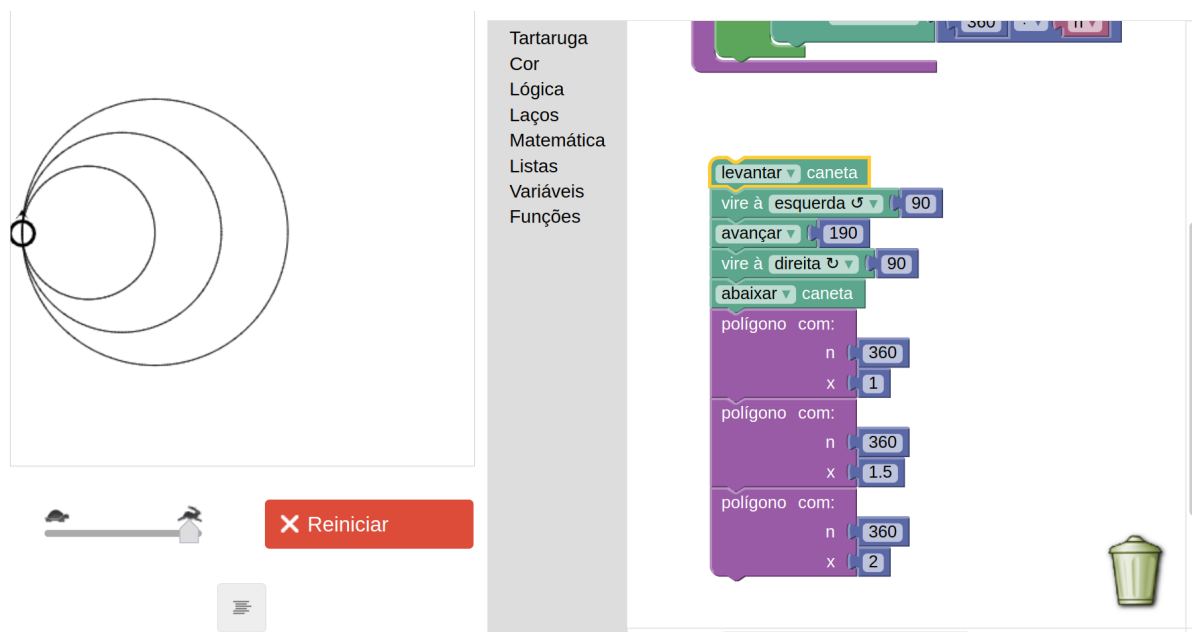 360 ÷ n ▾
Tartaruga
Cor
Lógica
Laços
Matemática
Listas
Variáveis
Funções
levantar ▾ caneta
vire à esquerda ↺ ▾ 90
avançar ▾ 190
vire à direita ↻ ▾ 90
abaixar ▾ caneta
polígono com:
n 360
x 1
polígono com:
n 360
x 1.5
polígono com:
n 360
x 2
Reiniciar